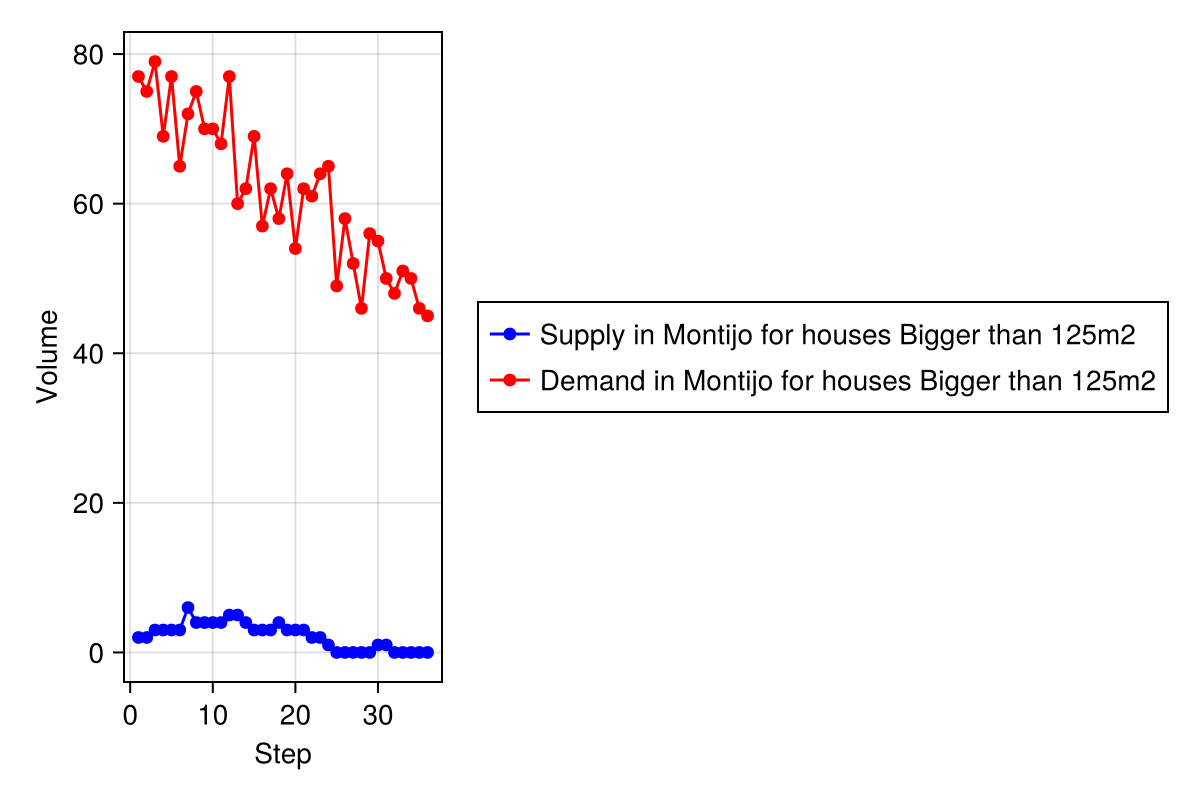 80
60
40
20
0
Volume
0 10 20 30
Step
Supply in Montijo for houses Bigger than 125m2
Demand in Montijo for houses Bigger than 125m2